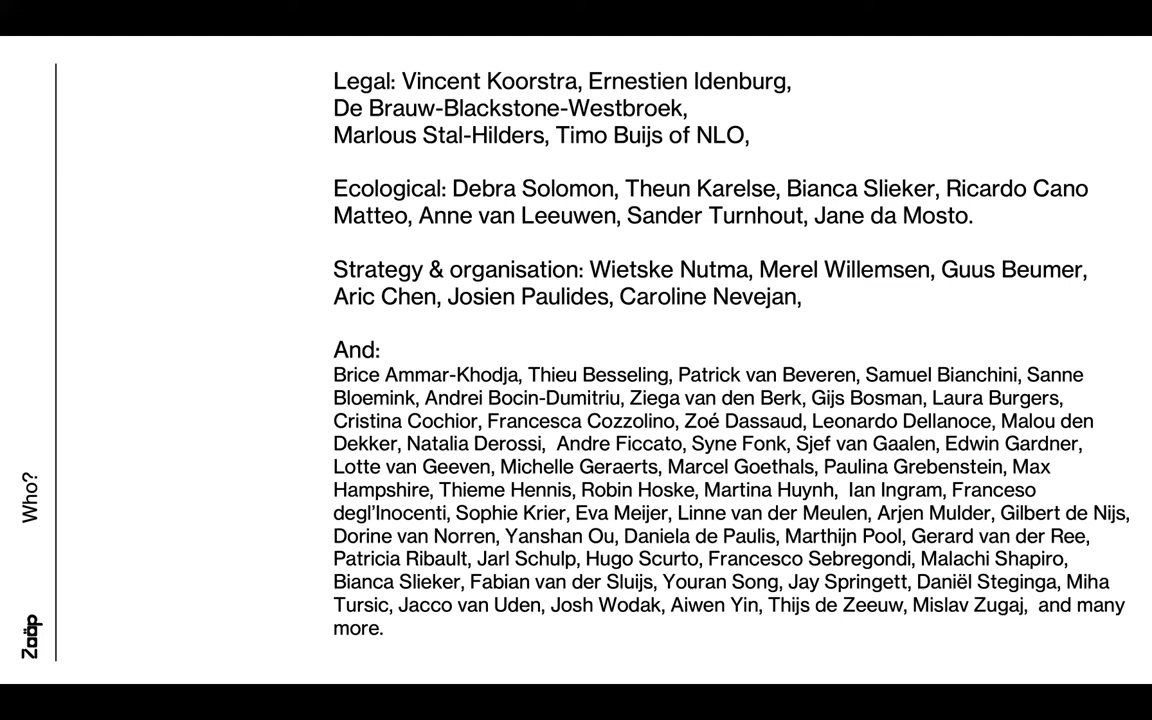 Legal: Vincent Koorstra, Ernestien Idenburg,
De Brauw-Blackstone-Westbroek,
Marlous Stal-Hilders, Timo Buijs of NLO,
Ecological: Debra Solomon, Theun Karelse, Bianca Slieker, Ricardo Cano
Matteo, Anne van Leeuwen, Sander Turnhout, Jane da Mosto.
Strategy & organisation: Wietske Nutma, Merel Willemsen, Guus Beumer,
Aric Chen, Josien Paulides, Caroline Nevejan,
And:
Brice Ammar-Khodja, Thieu Besseling, Patrick van Beveren, Samuel Bianchini, Sanne
Bloemink, Andrei Bocin-Dumitriu, Ziega van den Berk, Gijs Bosman, Laura Burgers,
Cristina Cochior, Francesca Cozzolino, Zoé Dassaud, Leonardo Dellanoce, Malou den
Dekker, Natalia Derossi, Andre Ficcato, Syne Fonk, Sjef van Gaalen, Edwin Gardner,
Lotte van Geeven, Michelle Geraerts, Marcel Goethals, Paulina Grebenstein, Max
Hampshire, Thieme Hennis, Robin Hoske, Martina Huynh, Ian Ingram, Franceso
degl'Inocenti, Sophie Krier, Eva Meijer, Linne van der Meulen, Arjen Mulder, Gilbert de Nijs,
Dorine van Norren, Yanshan Ou, Daniela de Paulis, Marthijn Pool, Gerard van der Ree,
Patricia Ribault, Jarl Schulp, Hugo Scurto, Francesco Sebregondi, Malachi Shapiro,
Bianca Slieker, Fabian van der Sluijs, Youran Song, Jay Springett, Daniël Steginga, Miha
Tursic, Jacco van Uden, Josh Wodak, Aiwen Yin, Thijs de Zeeuw, Mislav Zugaj, and many
more.
Who?
Zoöp